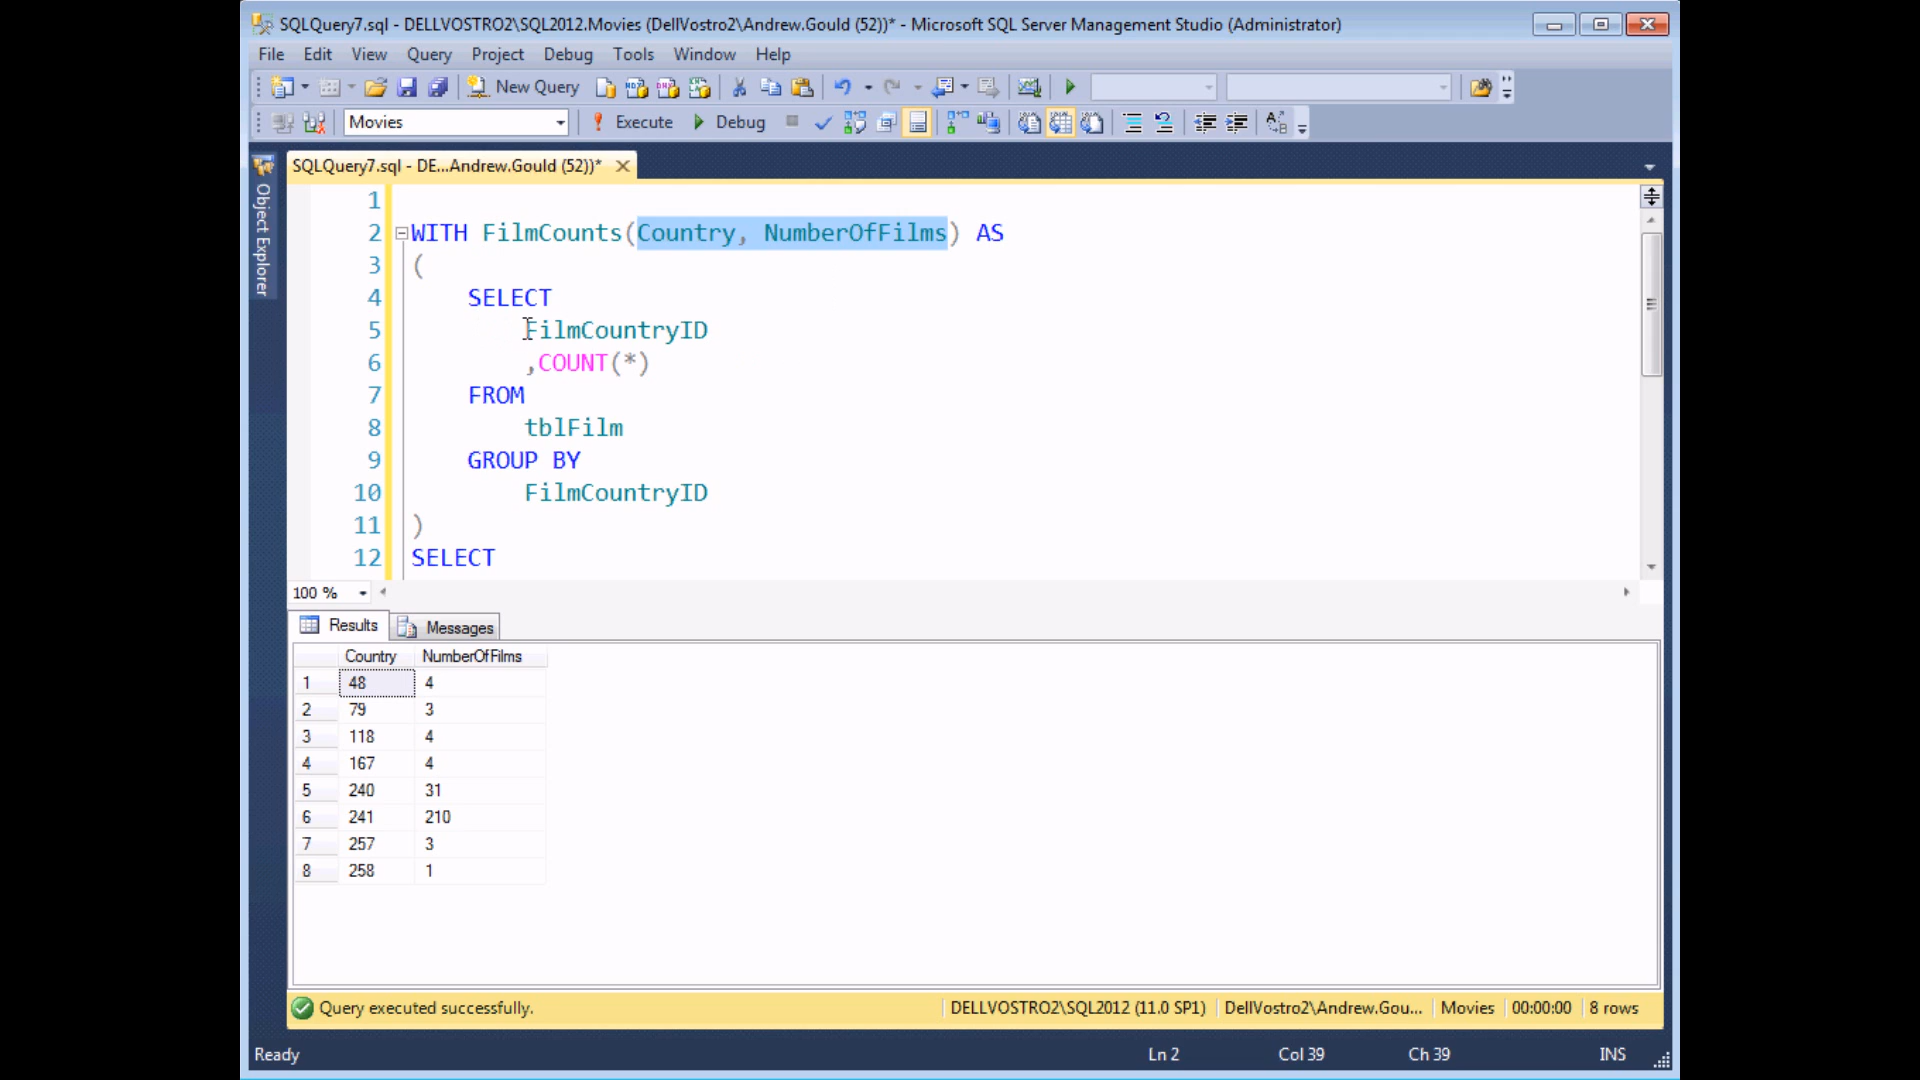 SQLQuery7.sql - DELLVOSTRO2\SQL2012.Movies (DellVostro2\Andrew.Gould (52))* - Microsoft SQL Server Management Studio (Administrator)
File Edit View Query Project Debug Tools Window Help
New Query
Movies Execute Debug
SQLQuery7.sql - DE...Andrew.Gould (52))*
Object Explorer
1
2 WITH FilmCounts(Country, NumberOfFilms) AS
3 (
4 SELECT
5 FilmCountryID
6 ,COUNT(*)
7 FROM
8 tblFilm
9 GROUP BY
10 FilmCountryID
11 )
12 SELECT
100 %
Results Messages
Country NumberOfFilms
1 48 4
2 79 3
3 118 4
4 167 4
5 240 31
6 241 210
7 257 3
8 258 1
Query executed successfully. DELLVOSTRO2\SQL2012 (11.0 SP1) DellVostro2\Andrew.Gou... Movies 00:00:00 8 rows
Ready Ln 2 Col 39 Ch 39 INS